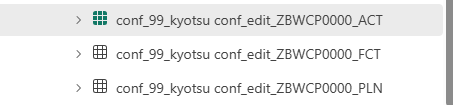 conf_99_kyotsu conf_edit_ZBWCP0000_ACT
conf_99_kyotsu conf_edit_ZBWCP0000_FCT
conf_99_kyotsu conf_edit_ZBWCP0000_PLN